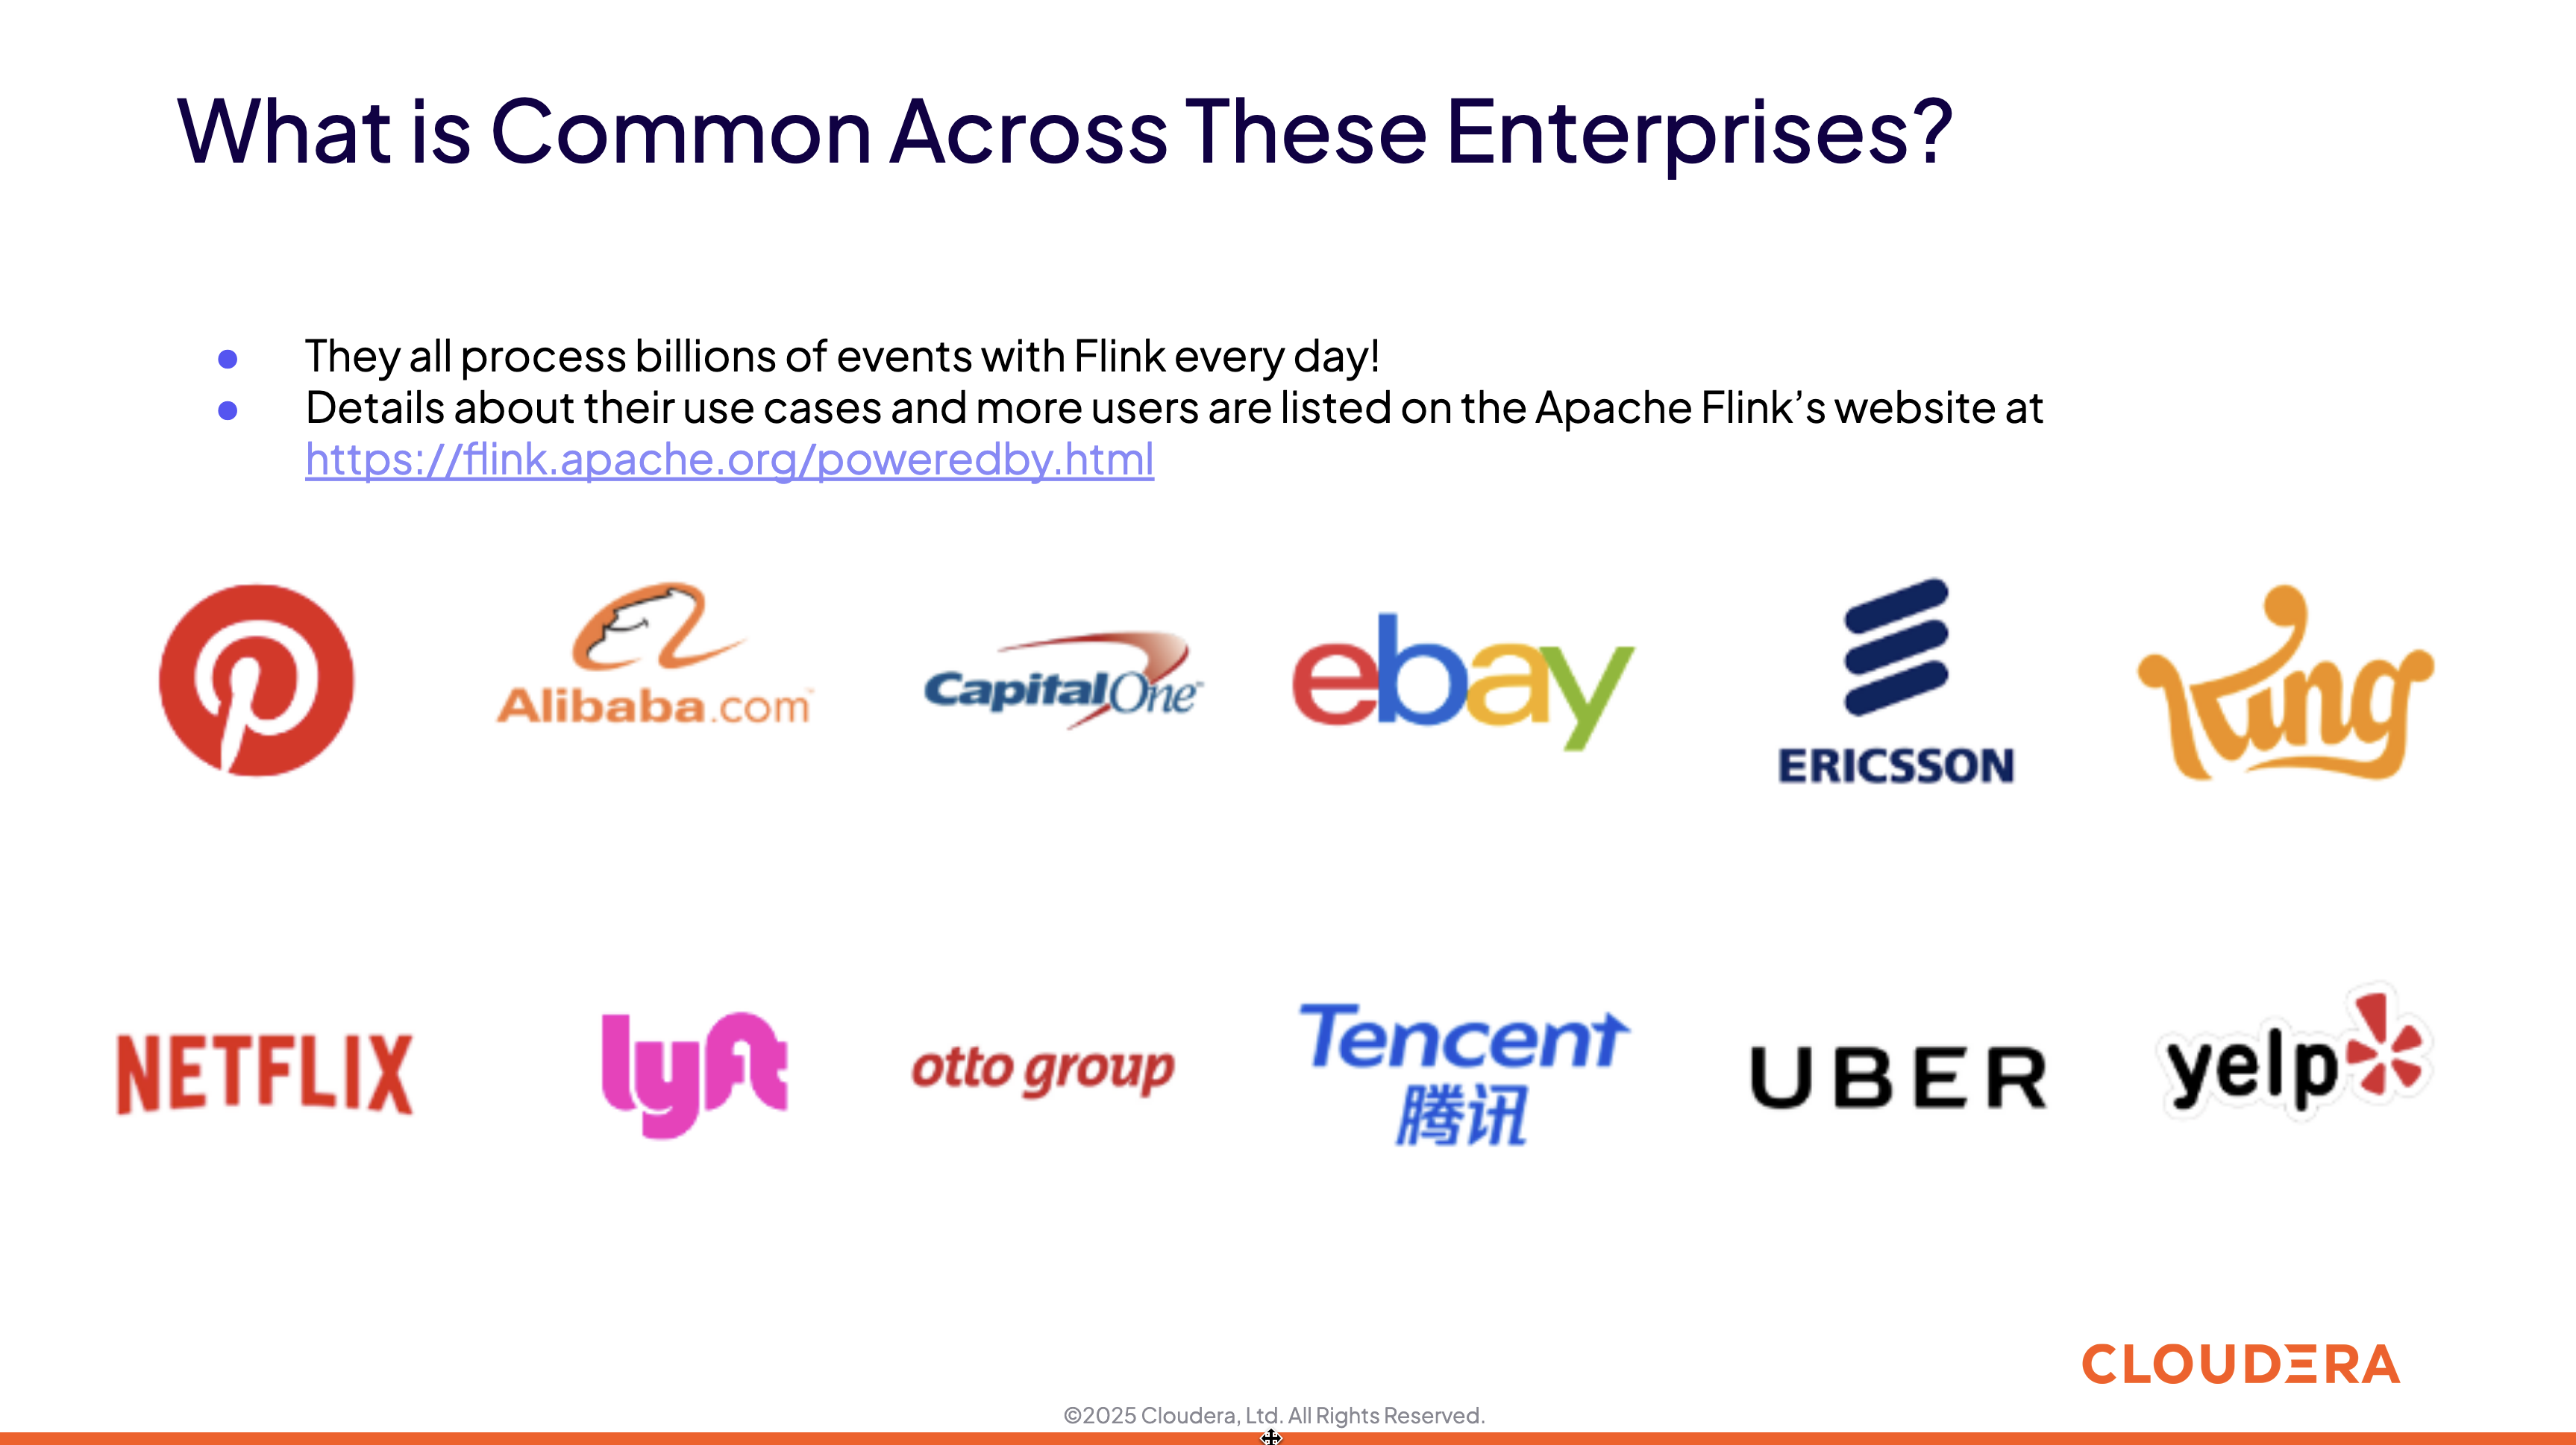 What is Common Across These Enterprises?
They all process billions of events with Flink every day!
Details about their use cases and more users are listed on the Apache Flink’s website at
https://flink.apache.org/poweredby.html
Alibaba.com™
CapitalOne™
ebay
ERICSSON
King
NETFLIX
lyft
otto group
Tencent
腾讯
UBER
yelp
CLOUDERA
©2025 Cloudera, Ltd. All Rights Reserved.